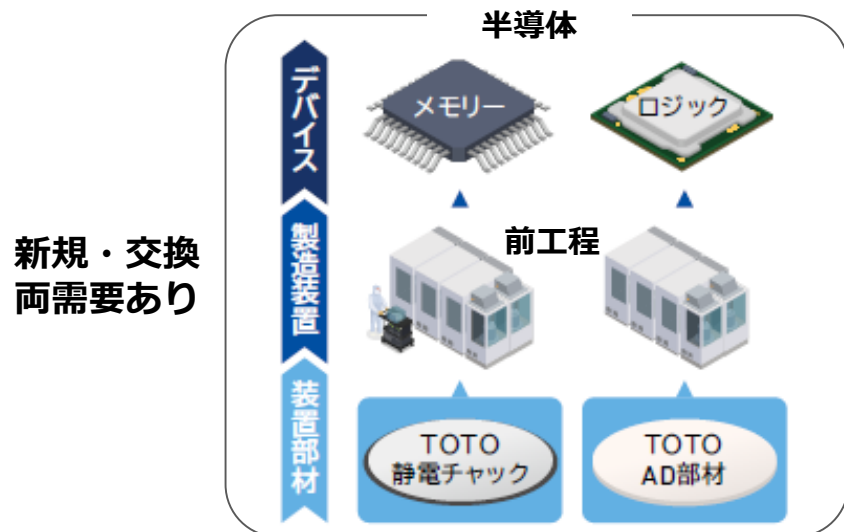 半導体
デバイス
メモリー
ロジック
新規・交換
両需要あり
製造装置
前工程
装置部材
TOTO
静電チャック
TOTO
AD部材